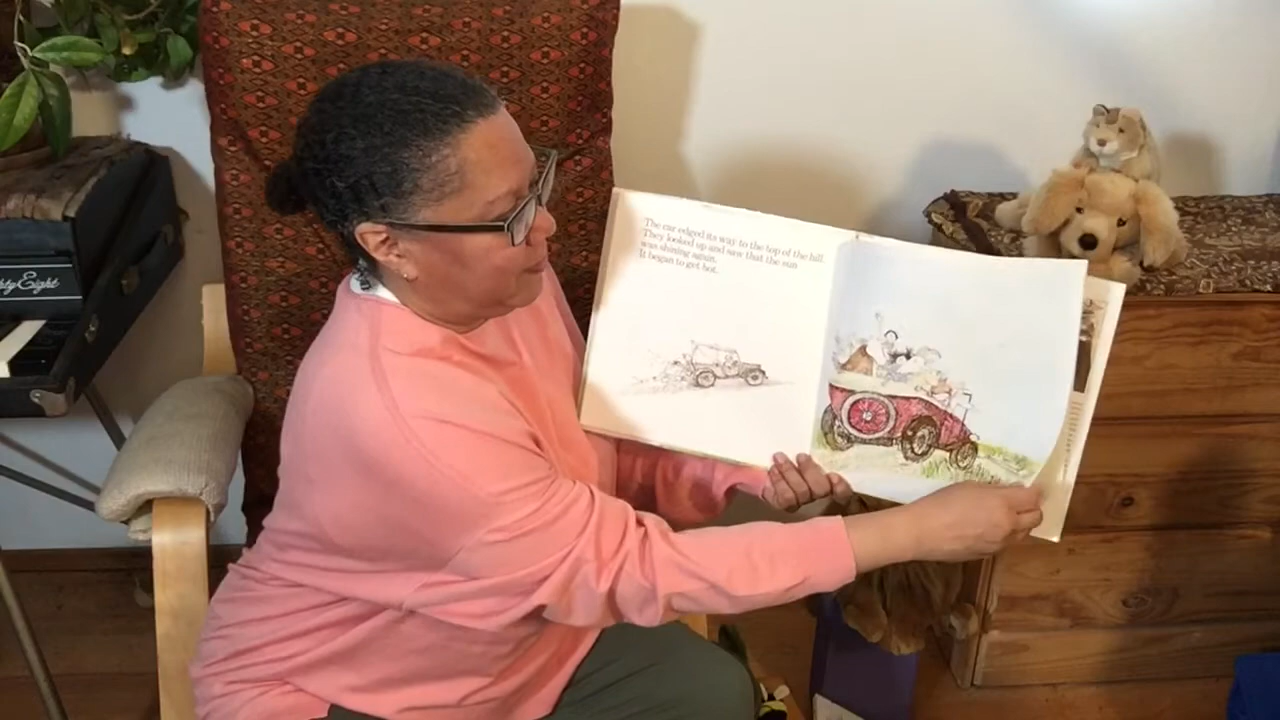 The car edged its way to the top of the hill.
They looked up and saw that the sun
was shining again.
It began to get hot.
tyEight